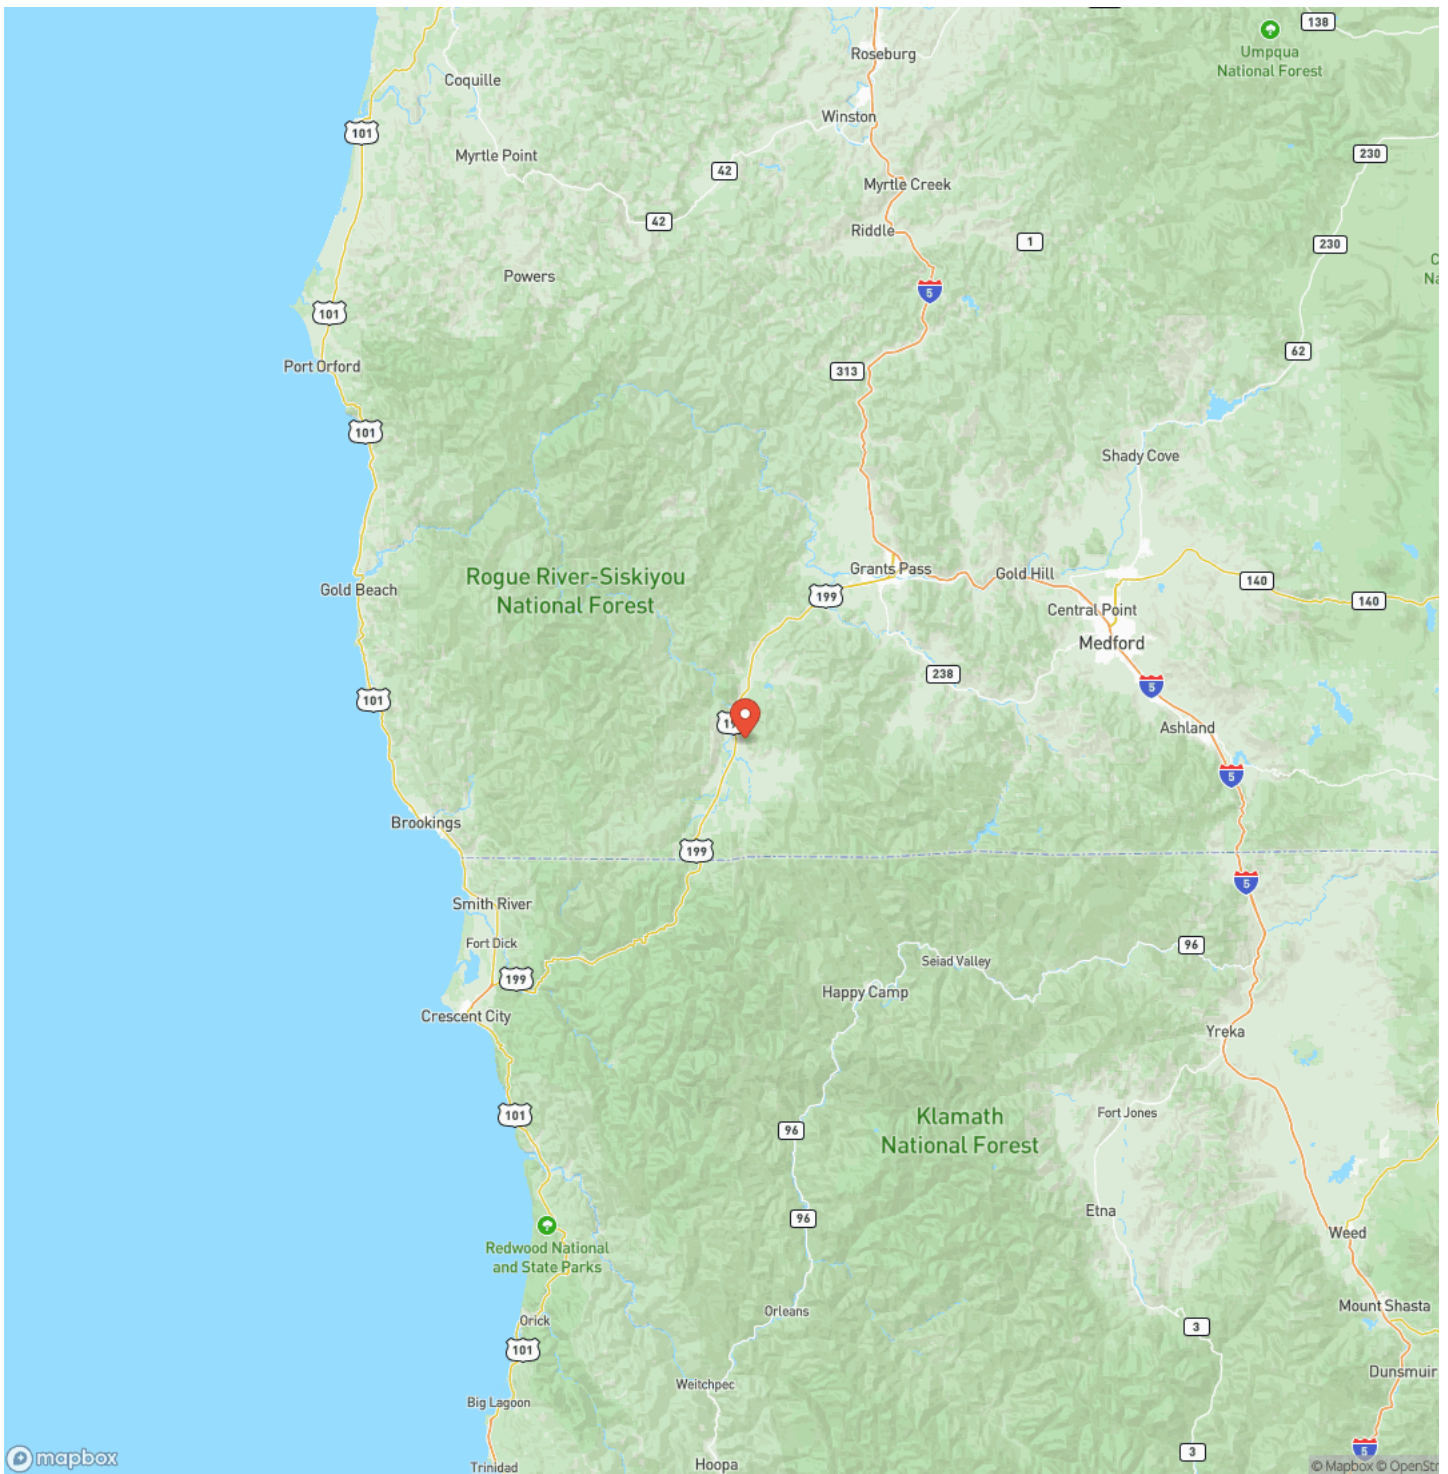 138
Roseburg
Umpqua
National Forest
Coquille
Winston
101
230
Myrtle Point
42
Myrtle Creek
42
Riddle
1
230
Powers
5
101
62
Port Orford
313
101
Shady Cove
Grants Pass
Gold Hill
Rogue River-Siskiyou
National Forest
140
Gold Beach
199
140
Central Point
Medford
238
5
101
Ashland
5
Brookings
199
5
Smith River
Fort Dick
96
Seiad Valley
199
Happy Camp
Crescent City
Yreka
101
Klamath
National Forest
Fort Jones
96
Etna
96
Weed
Redwood National
and State Parks
Mount Shasta
Orleans
Orick
3
101
Dunsmuir
Weitchpec
Big Lagoon
5
3
mapbox
Hoopa
Trinidad
© Mapbox © OpenStr